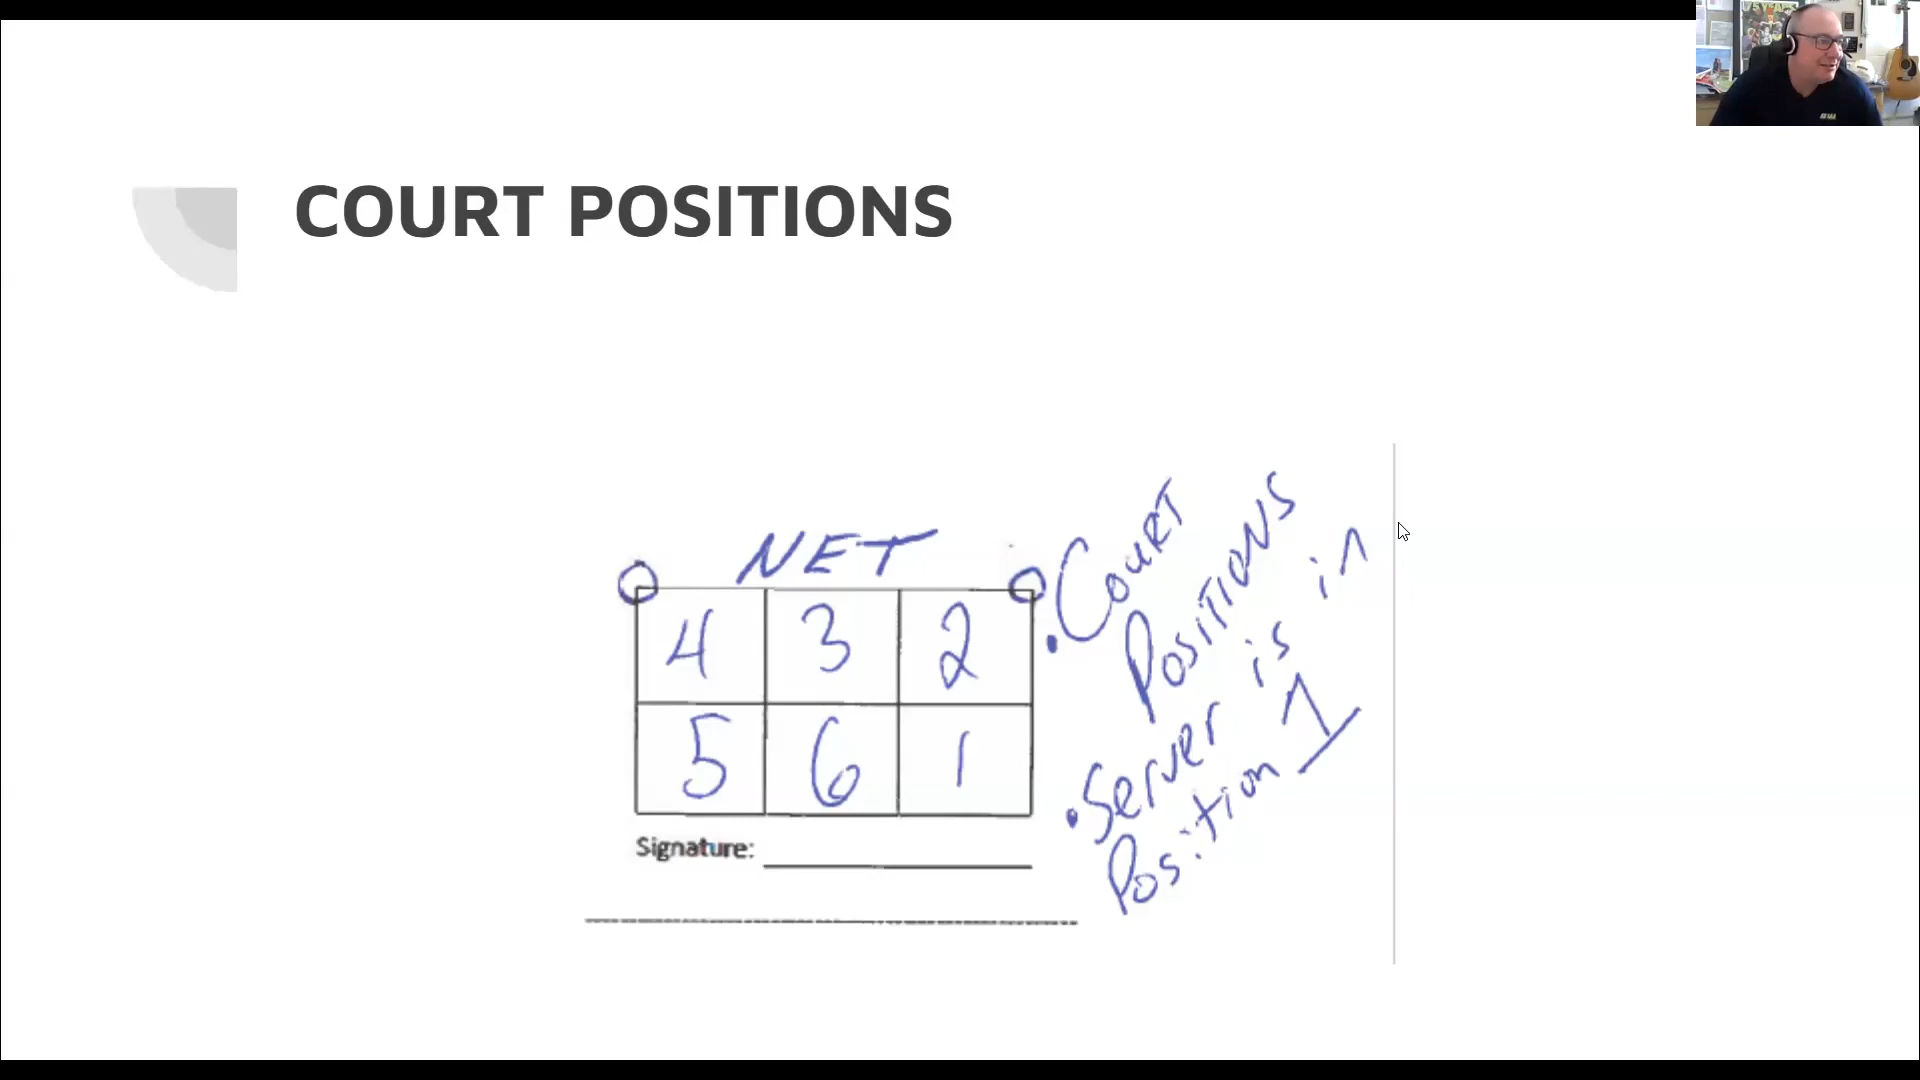 COURT POSITIONS
NET
4 3 2
5 6 1
Signature:
• Court
Positions
• Server is in
Position 1